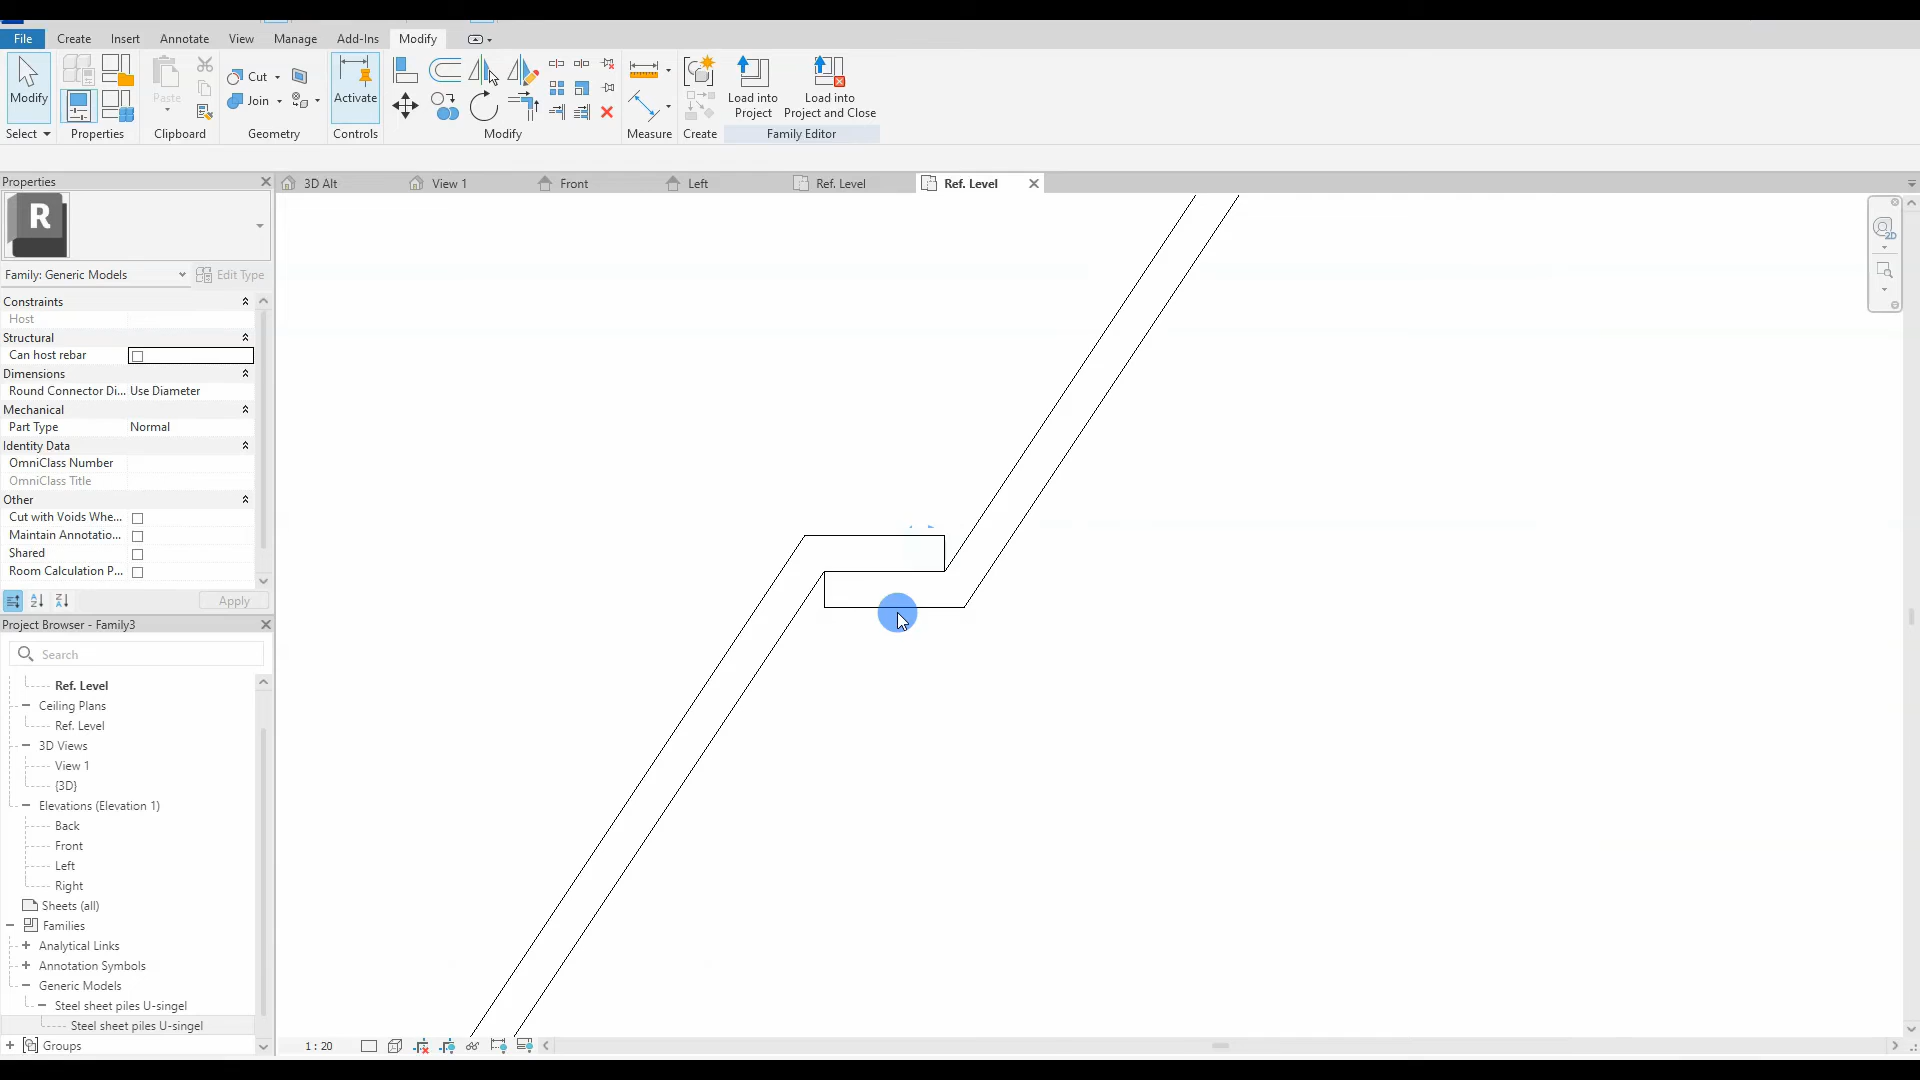 File Create Insert Annotate View Manage Add-Ins Modify
Modify
Select
Properties
Paste
Clipboard
Cut
Join
Geometry
Activate
Controls
Modify
Measure
Create
Load into
Project
Load into
Project and Close
Family Editor
Properties
3D Alt
View 1
Front
Left
Ref. Level
Ref. Level
R
Family: Generic Models
Edit Type
Constraints
Host
Structural
Can host rebar
Dimensions
Round Connector Di... Use Diameter
Mechanical
Part Type Normal
Identity Data
OmniClass Number
OmniClass Title
Other
Cut with Voids Whe...
Maintain Annotatio...
Shared
Room Calculation P...
Apply
Project Browser - Family3
Search
Ref. Level
Ceiling Plans
Ref. Level
3D Views
View 1
{3D}
Elevations (Elevation 1)
Back
Front
Left
Right
Sheets (all)
Families
Analytical Links
Annotation Symbols
Generic Models
Steel sheet piles U-singel
Steel sheet piles U-singel
Groups
1 : 20
2D